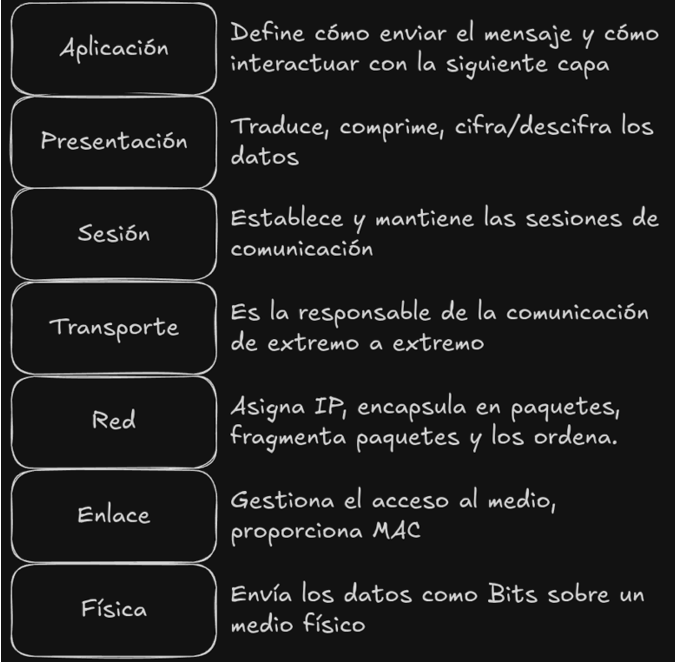 Aplicación
Define cómo enviar el mensaje y cómo
interactuar con la siguiente capa
Presentación
Traduce, comprime, cifra/descifra los
datos
Sesión
Establece y mantiene las sesiones de
comunicación
Transporte
Es la responsable de la comunicación
de extremo a extremo
Red
Asigna IP, encapsula en paquetes,
fragmenta paquetes y los ordena.
Enlace
Gestiona el acceso al medio,
proporciona MAC
Física
Envía los datos como Bits sobre un
medio físico